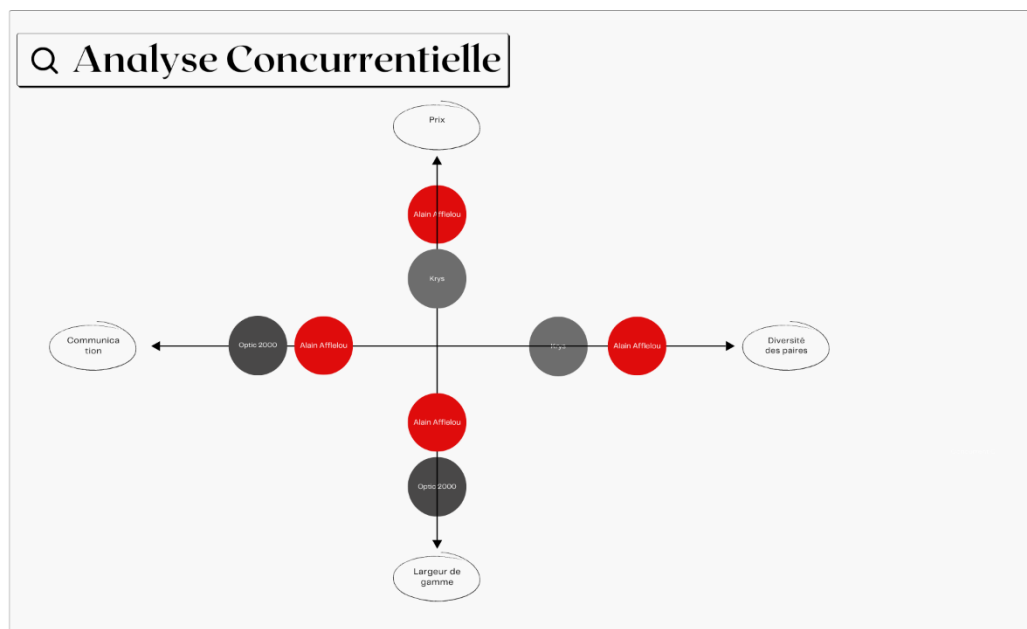 Analyse Concurrentielle
Prix
Alain Afflelou
Krys
Communica
tion
Optic 2000
Alain Afflelou
Krys
Alain Afflelou
Diversité
des paires
Alain Afflelou
Optic 2000
Largeur de
gamme